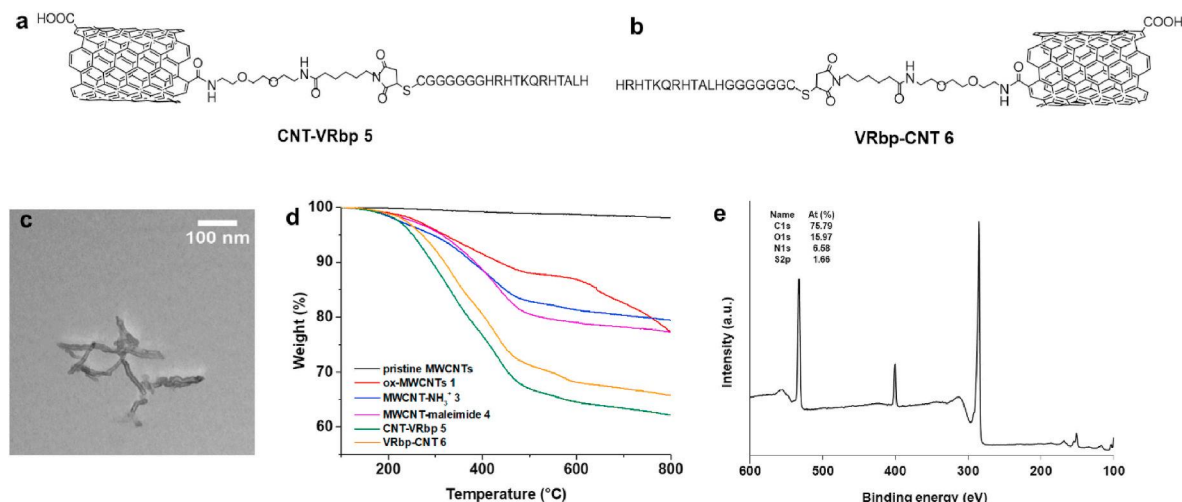 a
HOOC
O
N
H
O
O
H
N
O
O
N
O
S
CGGGGGGHRHTKQRHTALH
CNT-VRbp 5
b
COOH
HRHTKQRHTALHGGGGGGC
S
O
N
O
O
H
N
O
O
N
H
O
VRbp-CNT 6
c
100 nm
d
100
90
80
70
60
Weight (%)
pristine MWCNTs
ox-MWCNTs 1
MWCNT-NH₃⁺ 3
MWCNT-maleimide 4
CNT-VRbp 5
VRbp-CNT 6
200 400 600 800
Temperature (°C)
e
Name At (%)
C1s 75.79
O1s 15.97
N1s 6.58
S2p 1.66
Intensity (a.u.)
600 500 400 300 200 100
Binding energy (eV)